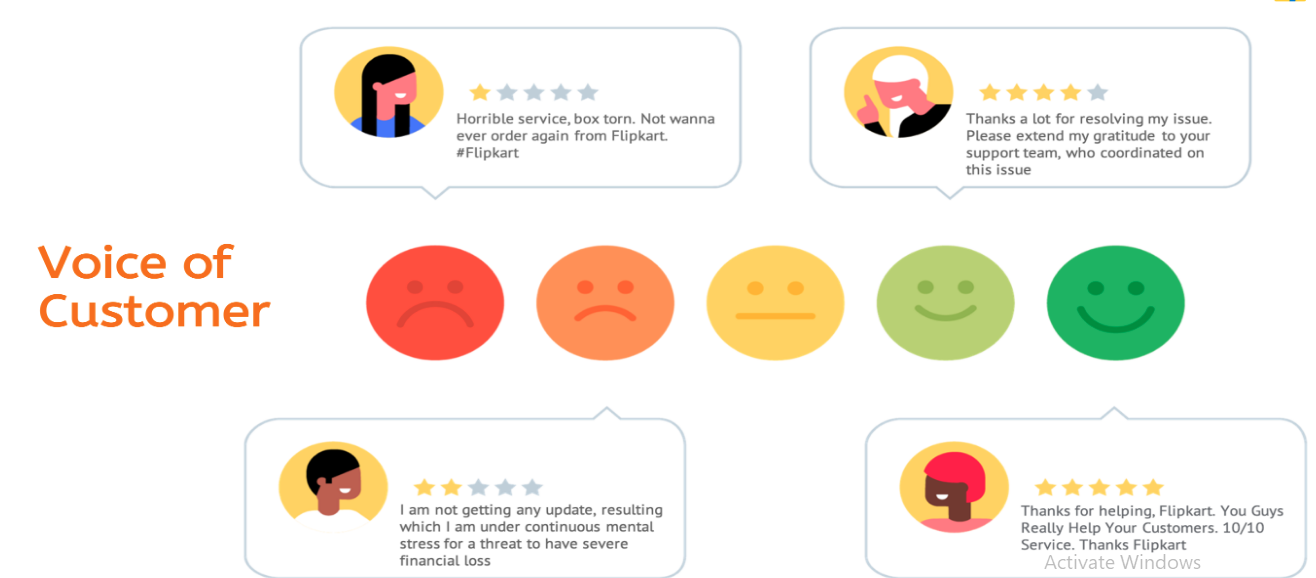 Horrible service, box torn. Not wanna
ever order again from Flipkart.
#Flipkart
Thanks a lot for resolving my issue.
Please extend my gratitude to your
support team, who coordinated on
this issue
Voice of
Customer
I am not getting any update, resulting
which I am under continuous mental
stress for a threat to have severe
financial loss
Thanks for helping, Flipkart. You Guys
Really Help Your Customers. 10/10
Service. Thanks Flipkart
Activate Windows